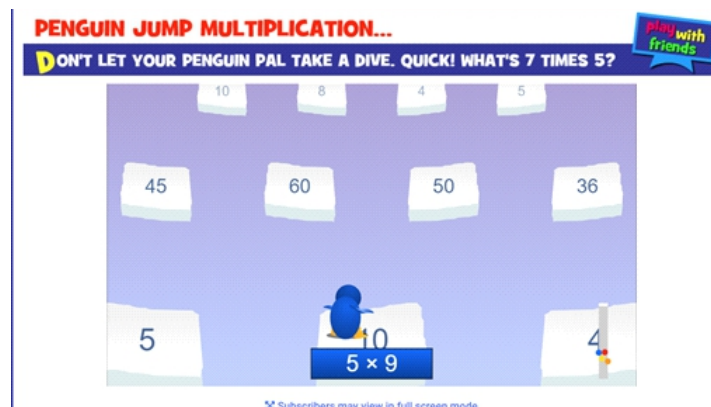 PENGUIN JUMP MULTIPLICATION...
play with friends
DON'T LET YOUR PENGUIN PAL TAKE A DIVE. QUICK! WHAT'S 7 TIMES 5?
10 8 4 5
45 60 50 36
5 10 4
5 × 9
Subscribers may view in full screen mode.